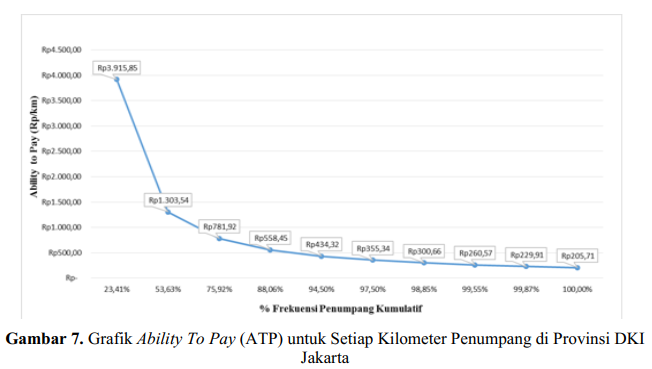 Rp4.500,00
Rp4.000,00
Rp3.500,00
Rp3.000,00
Rp2.500,00
Rp2.000,00
Rp1.500,00
Rp1.000,00
Rp500,00
Rp-
Ability to Pay (Rp/km)
Rp3.915,85
Rp1.303,54
Rp781,92
Rp558,45
Rp434,32
Rp355,34
Rp300,66
Rp260,57
Rp229,91
Rp205,71
23,41% 53,63% 75,92% 88,06% 94,50% 97,50% 98,85% 99,55% 99,87% 100,00%
% Frekuensi Penumpang Kumulatif
Gambar 7. Grafik Ability To Pay (ATP) untuk Setiap Kilometer Penumpang di Provinsi DKI
Jakarta